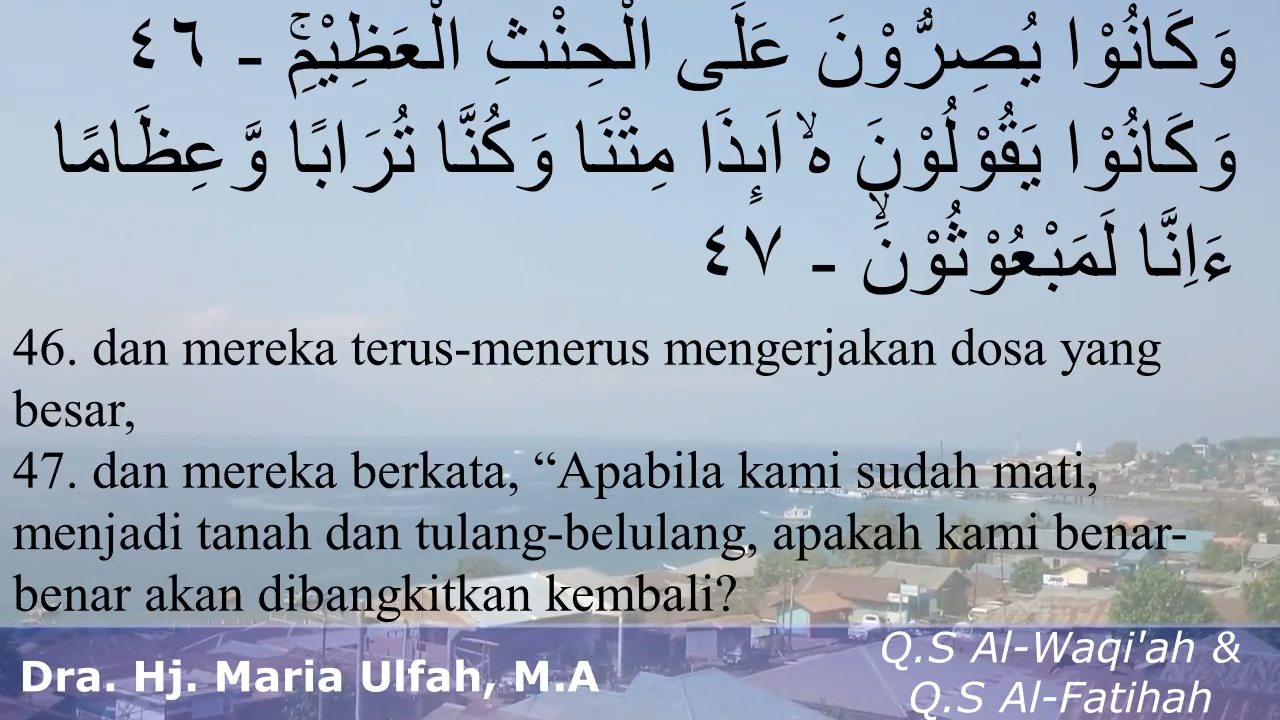 وَكَانُوْا يُصِرُّوْنَ عَلَى الْحِنْثِ الْعَظِيْمِۚ - ٤٦
وَكَانُوْا يَقُوْلُوْنَ ەۙ اَىِٕذَا مِتْنَا وَكُنَّا تُرَابًا وَّعِظَامًا
ءَاِنَّا لَمَبْعُوْثُوْنَۙ - ٤٧
46. dan mereka terus-menerus mengerjakan dosa yang
besar,
47. dan mereka berkata, “Apabila kami sudah mati,
menjadi tanah dan tulang-belulang, apakah kami benar-
benar akan dibangkitkan kembali?
Dra. Hj. Maria Ulfah, M.A
Q.S Al-Waqi'ah &
Q.S Al-Fatihah